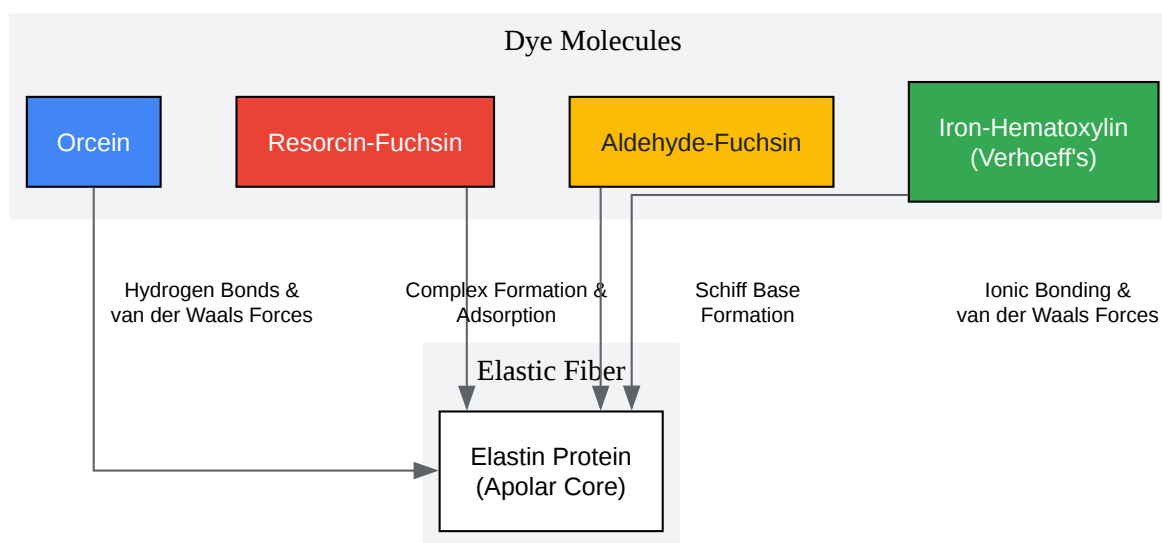 Dye Molecules
Orcein
Resorcin-Fuchsin
Aldehyde-Fuchsin
Iron-Hematoxylin
(Verhoeff's)
Hydrogen Bonds &
van der Waals Forces
Complex Formation &
Adsorption
Schiff Base
Formation
Ionic Bonding &
van der Waals Forces
Elastic Fiber
Elastin Protein
(Apolar Core)